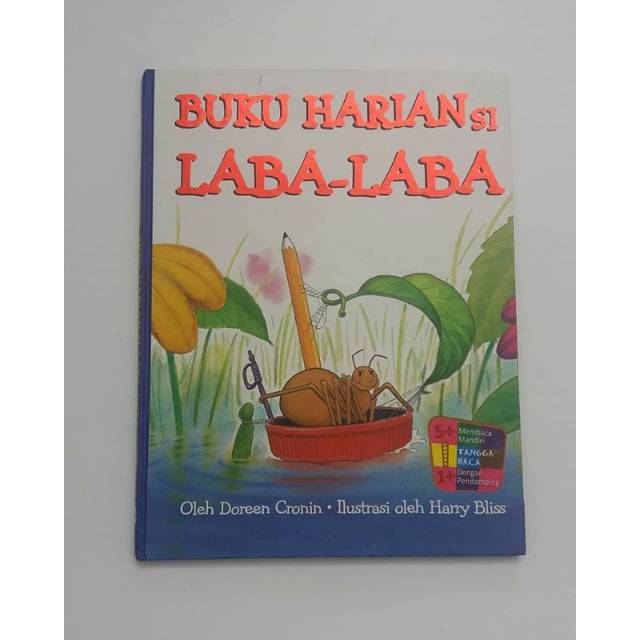 BUKU HARIAN SI
LABA-LABA
5+ Membaca
Mandiri
TANGGA
BACA
3+ Dengan
Pendamping
Oleh Doreen Cronin • Ilustrasi oleh Harry Bliss